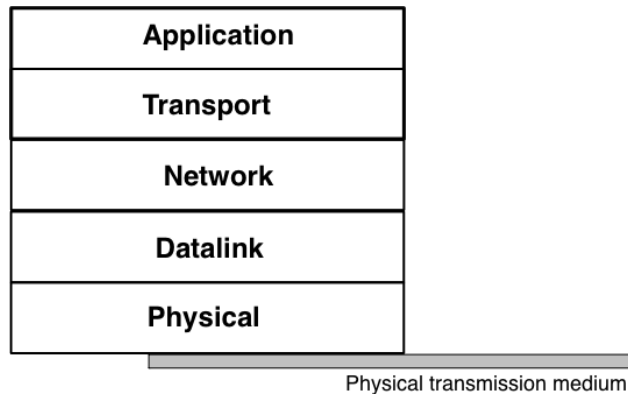 Application
Transport
Network
Datalink
Physical
Physical transmission medium